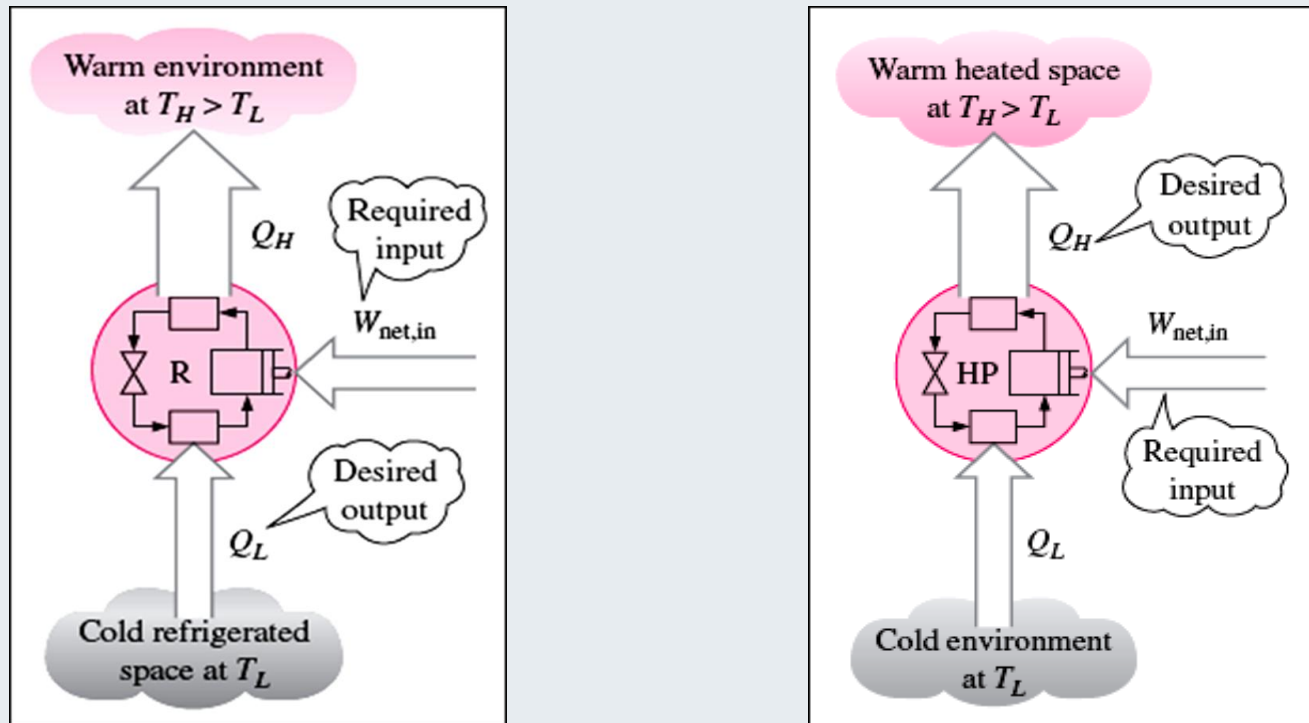 Warm environment
at T_H > T_L
Required
input
Q_H
W_net,in
R
Desired
output
Q_L
Cold refrigerated
space at T_L
Warm heated space
at T_H > T_L
Desired
output
Q_H
W_net,in
HP
Required
input
Q_L
Cold environment
at T_L